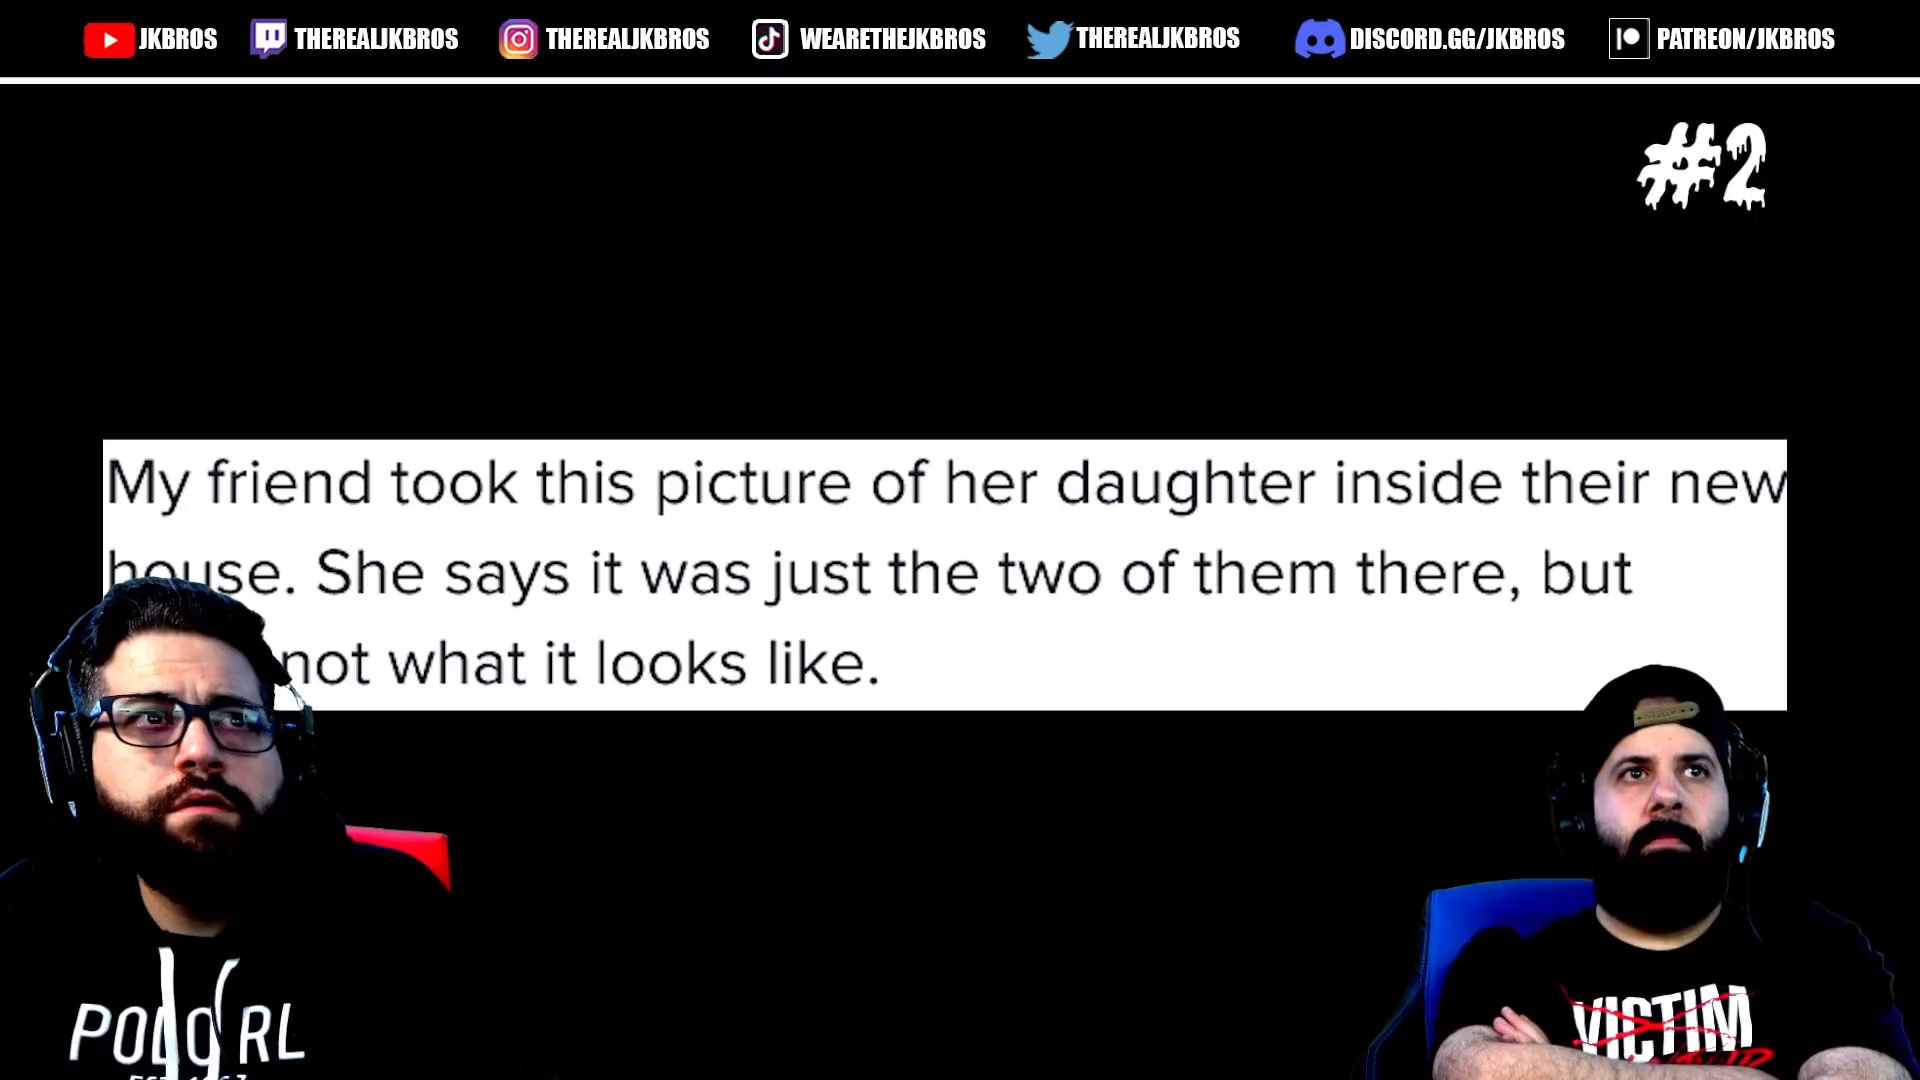 JKBROS THEREALJKBROS THEREALJKBROS WEARETHEJKBROS THEREALJKBROS DISCORD.GG/JKBROS PATREON/JKBROS
#2
My friend took this picture of her daughter inside their new
house. She says it was just the two of them there, but
not what it looks like.
VICTIM